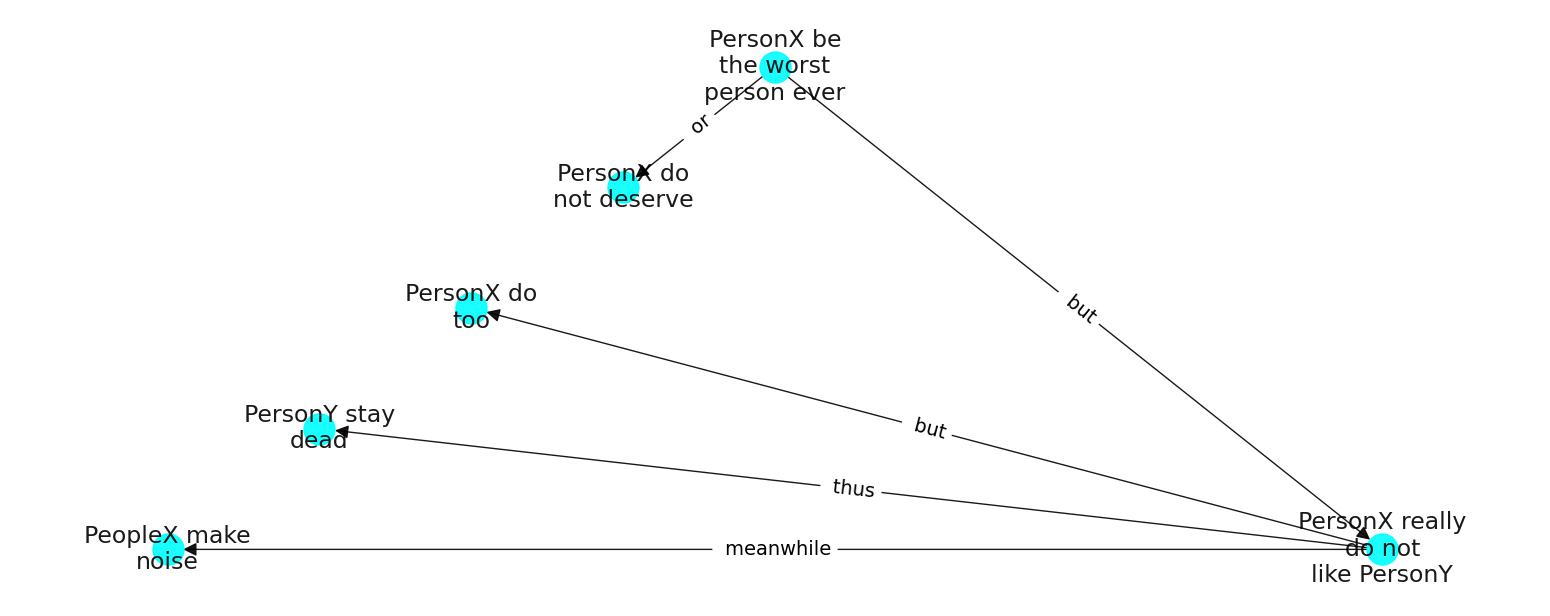 PersonX be
the worst
person ever
or
PersonX do
not deserve
PersonX do
too
but
but
PersonY stay
dead
thus
PeopleX make
noise
meanwhile
PersonX really
do not
like PersonY